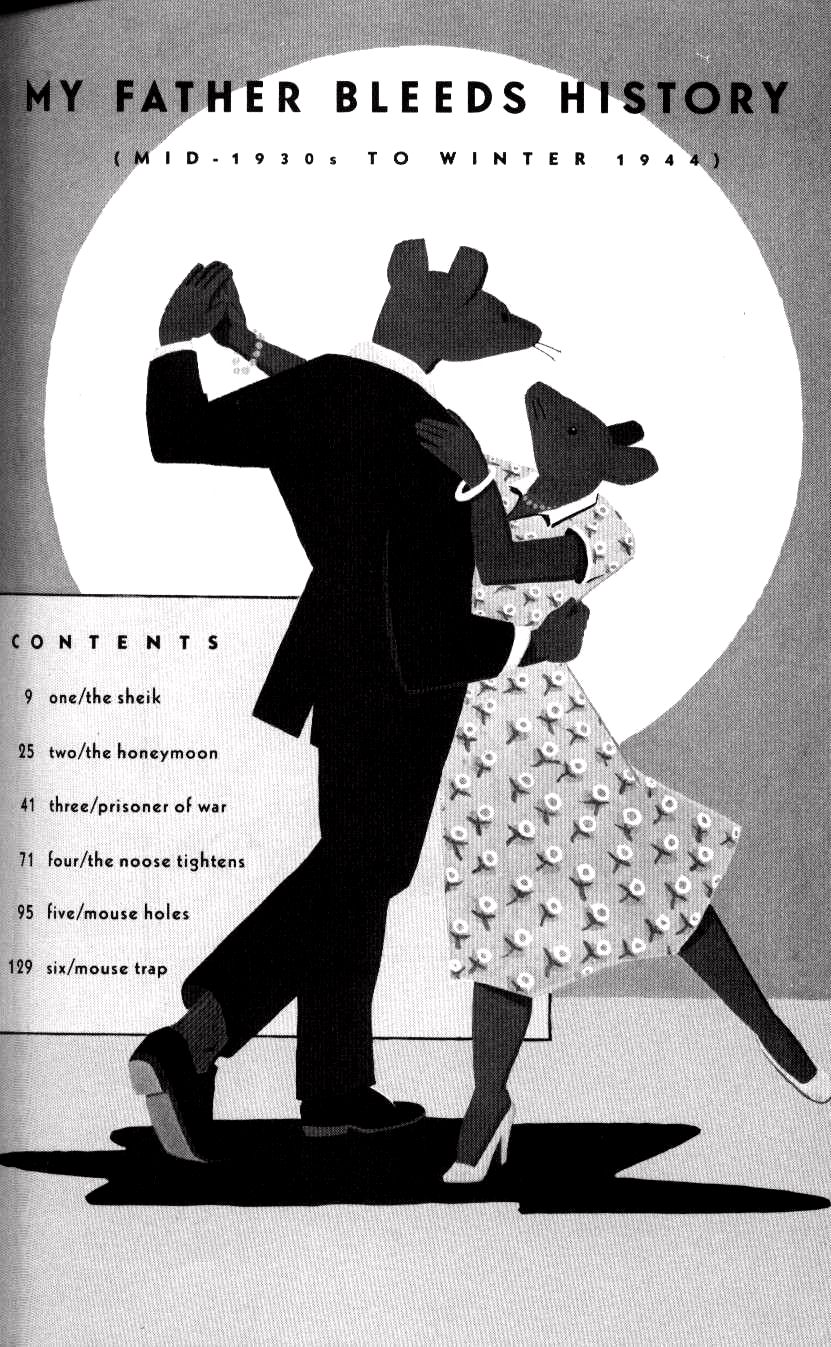 MY FATHER BLEEDS HISTORY
(MID-1930s TO WINTER 1944)
CONTENTS
9 one/the sheik
25 two/the honeymoon
41 three/prisoner of war
71 four/the noose tightens
95 five/mouse holes
129 six/mouse trap